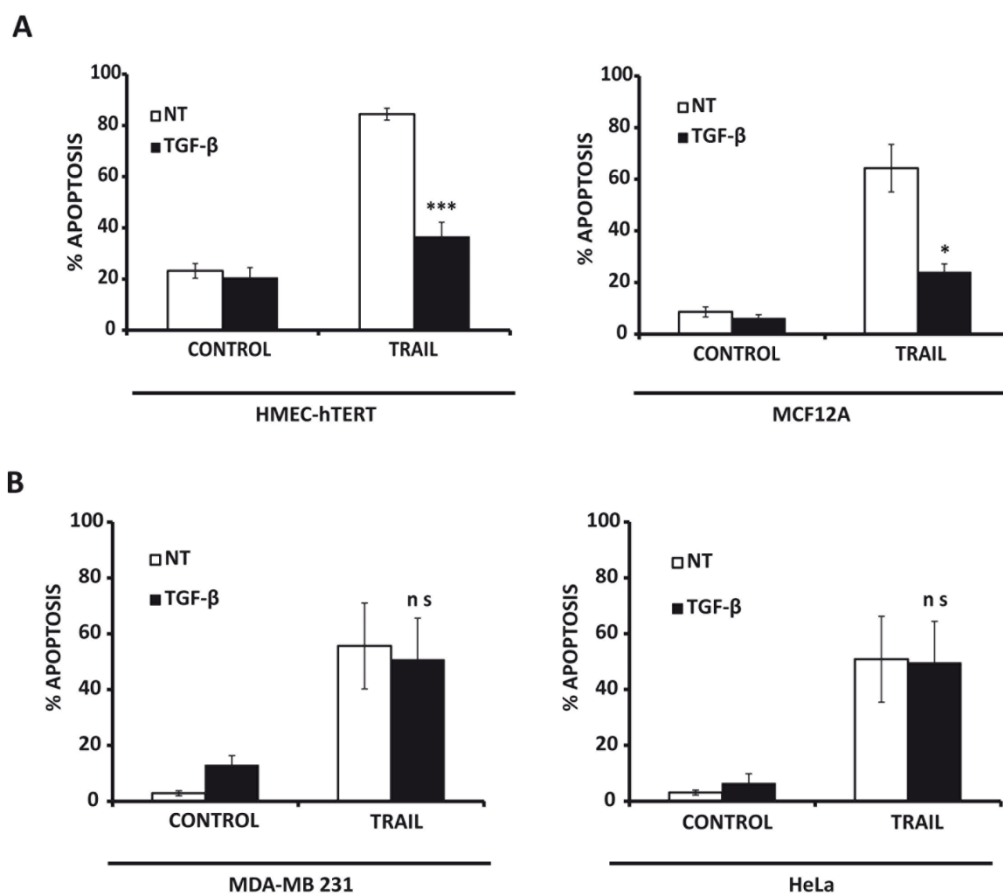 A
% APOPTOSIS
100
80
60
40
20
0
NT
TGF-β
***
CONTROL TRAIL
HMEC-hTERT
% APOPTOSIS
100
80
60
40
20
0
NT
TGF-β
*
CONTROL TRAIL
MCF12A
B
% APOPTOSIS
100
80
60
40
20
0
NT
TGF-β
n s
CONTROL TRAIL
MDA-MB 231
% APOPTOSIS
100
80
60
40
20
0
NT
TGF-β
n s
CONTROL TRAIL
HeLa